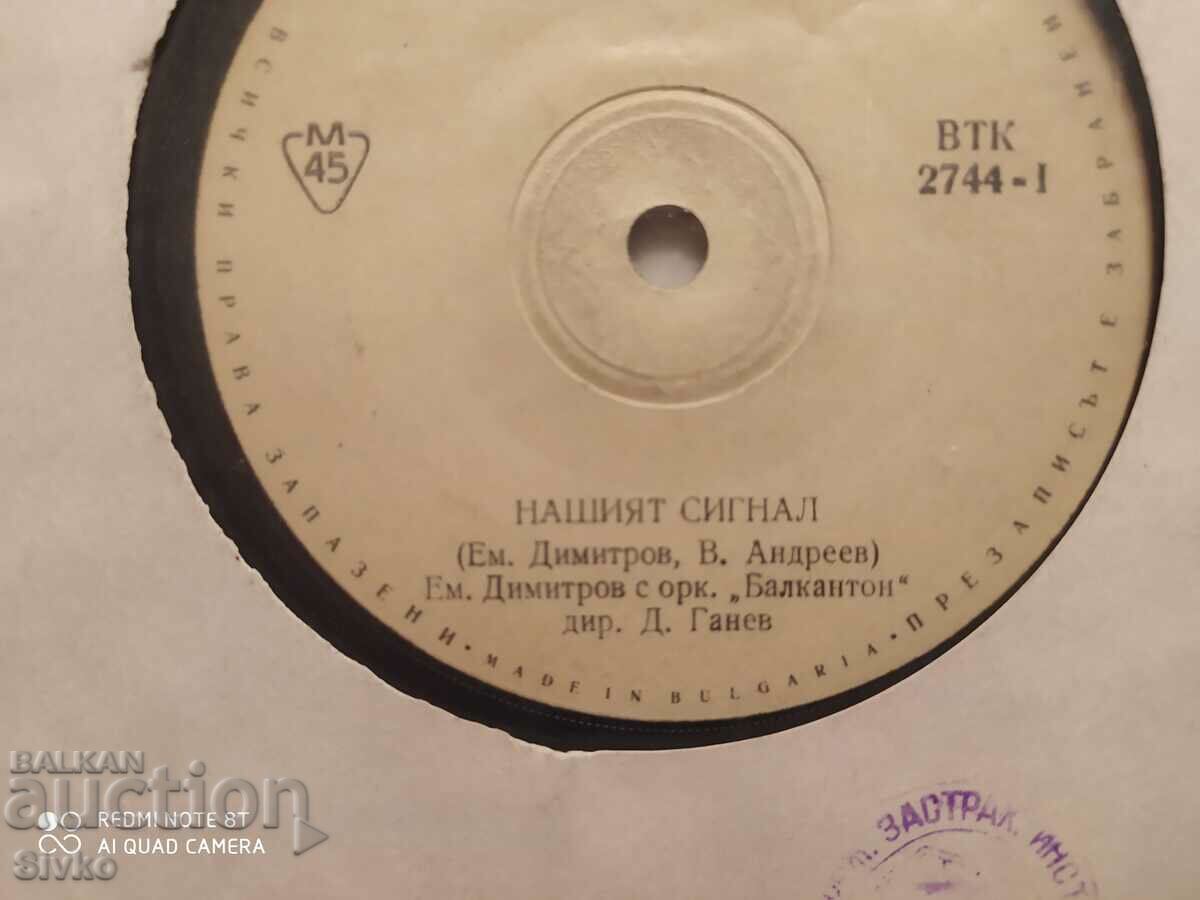 ВСИЧКИ ПРАВА ЗАПАЗЕНИ • MADE IN BULGARIA • ПРЕЗАПИСЪТ Е ЗАБРАНЕН
М
45
ВТК
2744-I
НАШИЯТ СИГНАЛ
(Ем. Димитров, В. Андреев)
Ем. Димитров с орк. „Балкантон“
дир. Д. Ганев
BALKAN
auction
REDMI NOTE 8T
AI QUAD CAMERA
Sivko
ЗАСТРАХ. ИНСТ